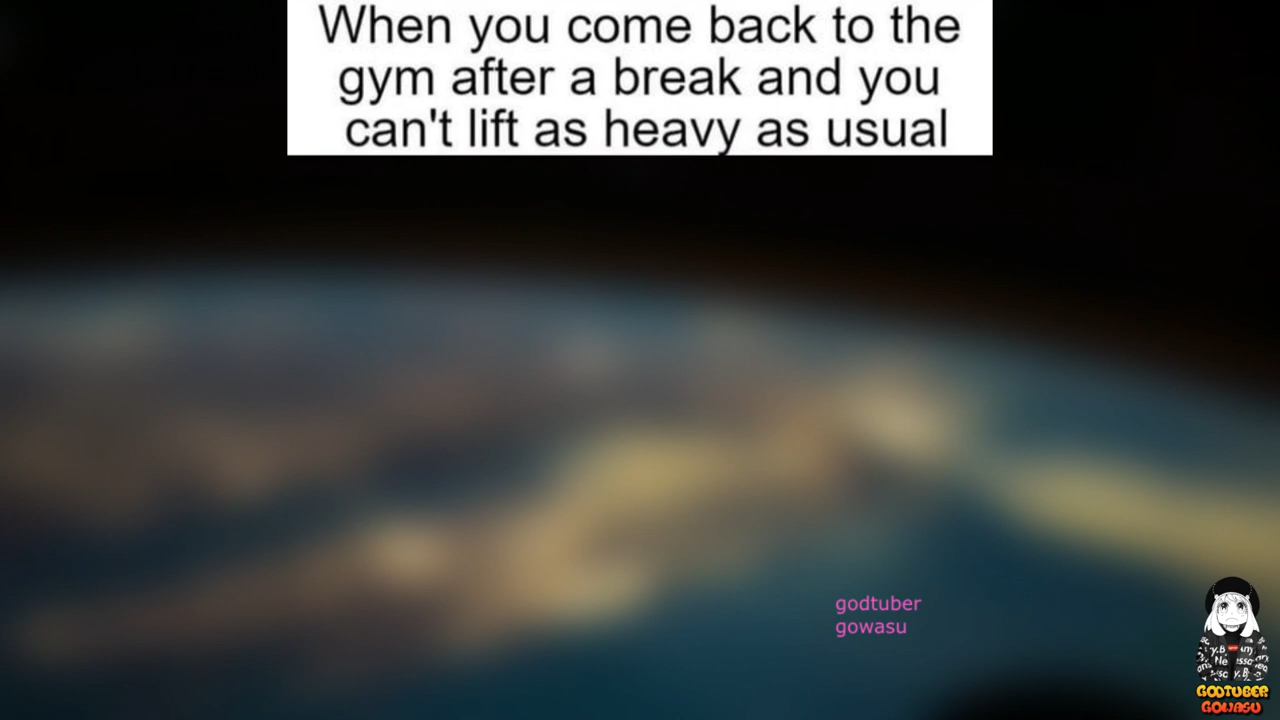 When you come back to the
gym after a break and you
can't lift as heavy as usual
godtuber
gowasu
GODTUBER
GOWASU